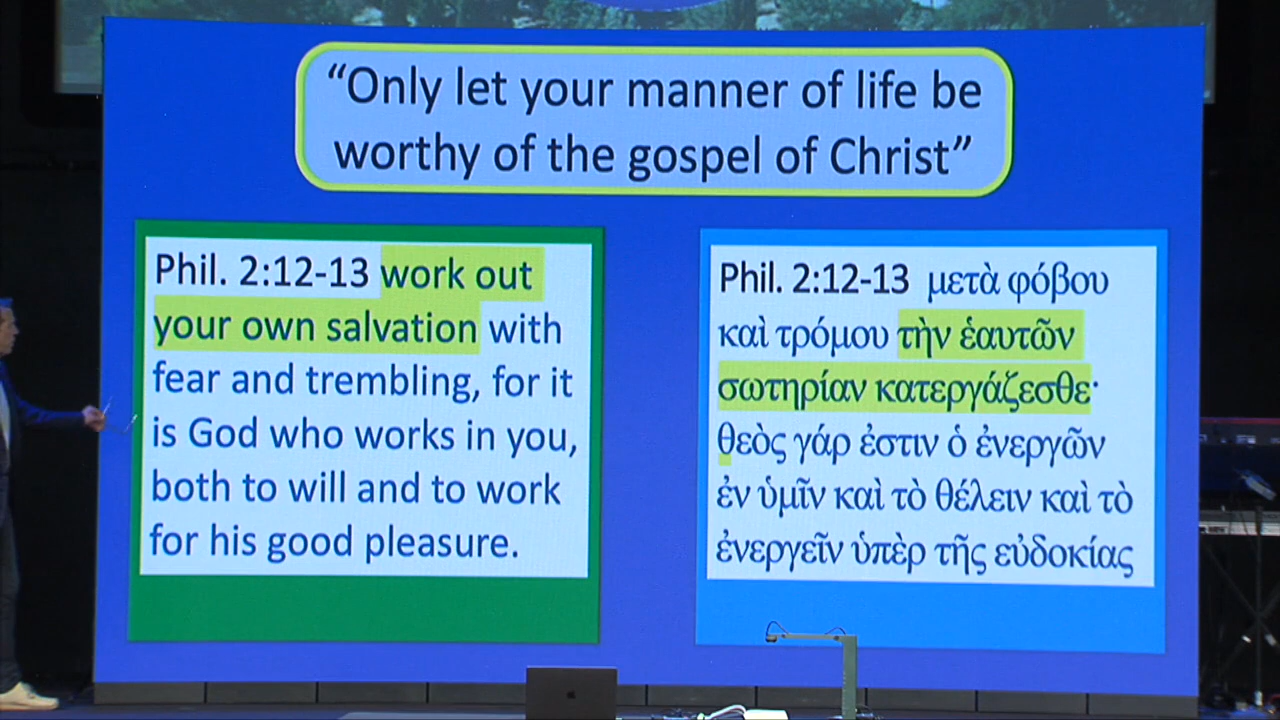 “Only let your manner of life be
worthy of the gospel of Christ”
Phil. 2:12-13 work out
your own salvation with
fear and trembling, for it
is God who works in you,
both to will and to work
for his good pleasure.
Phil. 2:12-13 μετὰ φόβου
καὶ τρόμου τὴν ἑαυτῶν
σωτηρίαν κατεργάζεσθε·
θεὸς γάρ ἐστιν ὁ ἐνεργῶν
ἐν ὑμῖν καὶ τὸ θέλειν καὶ τὸ
ἐνεργεῖν ὑπὲρ τῆς εὐδοκίας